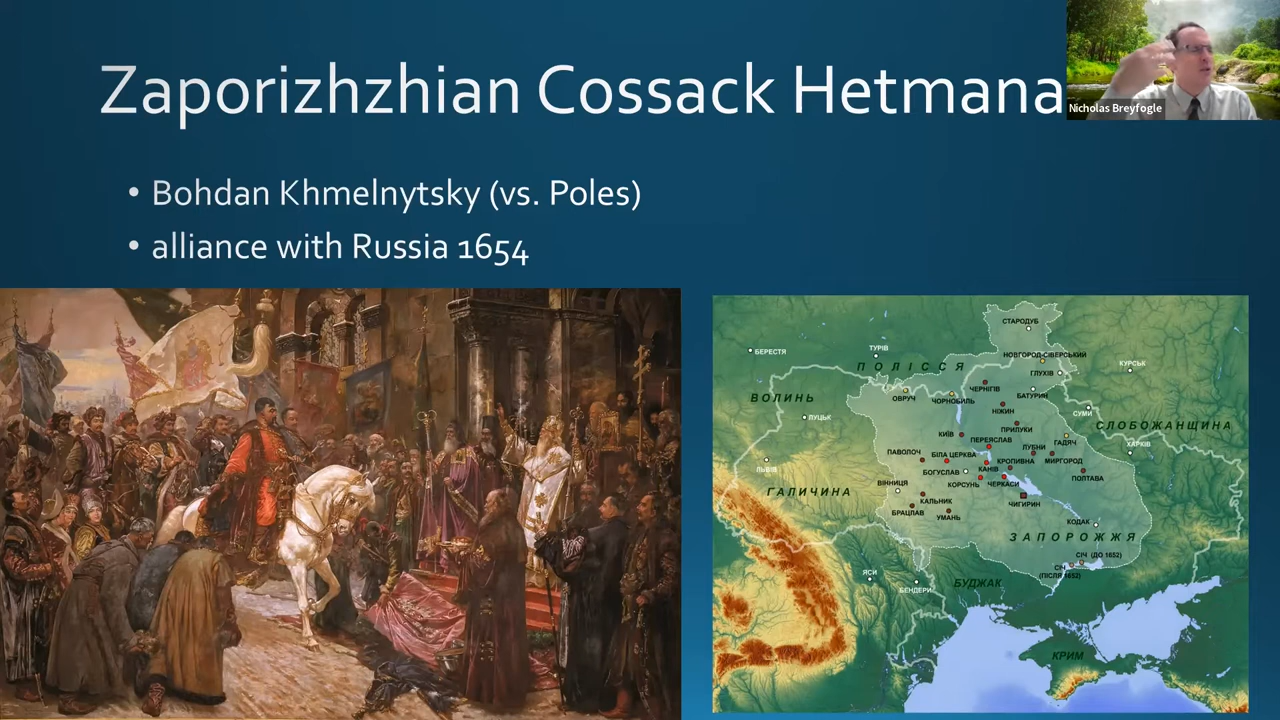 Zaporizhzhian Cossack Hetmana
Nicholas Breyfogle
• Bohdan Khmelnytsky (vs. Poles)
• alliance with Russia 1654
СТАРОДУБ
БЕРЕСТЯ
ТУРІВ
НОВГОРОД-СІВЕРСЬКИЙ
ПОЛІССЯ
КУРСЬК
ГЛУХІВ
ЧЕРНІГІВ
ВОЛИНЬ
ОВРУЧ
ЧОРНОБИЛЬ
БАТУРИН
НІЖИН
СУМИ
ЛУЦЬК
СЛОБОЖАНЩИНА
ПРИЛУКИ
КИЇВ
ПЕРЕЯСЛАВ
ГАДЯЧ
ХАРКІВ
ЛУБНИ
ПАВОЛОЧ
БІЛА ЦЕРКВА
КРОПИВНА
МИРГОРОД
ЛЬВІВ
БОГУСЛАВ
КАНІВ
ПОЛТАВА
ВІННИЦЯ
КОРСУНЬ
ЧЕРКАСИ
ГАЛИЧИНА
КАЛЬНИК
ЧИГИРИН
БРАЦЛАВ
УМАНЬ
КОДАК
ЗАПОРОЖЖЯ
СІЧ (ДО 1652)
СІЧ
(ПІСЛЯ 1652)
ЯСИ
БУДЖАК
БЕНДЕРИ
КРИМ